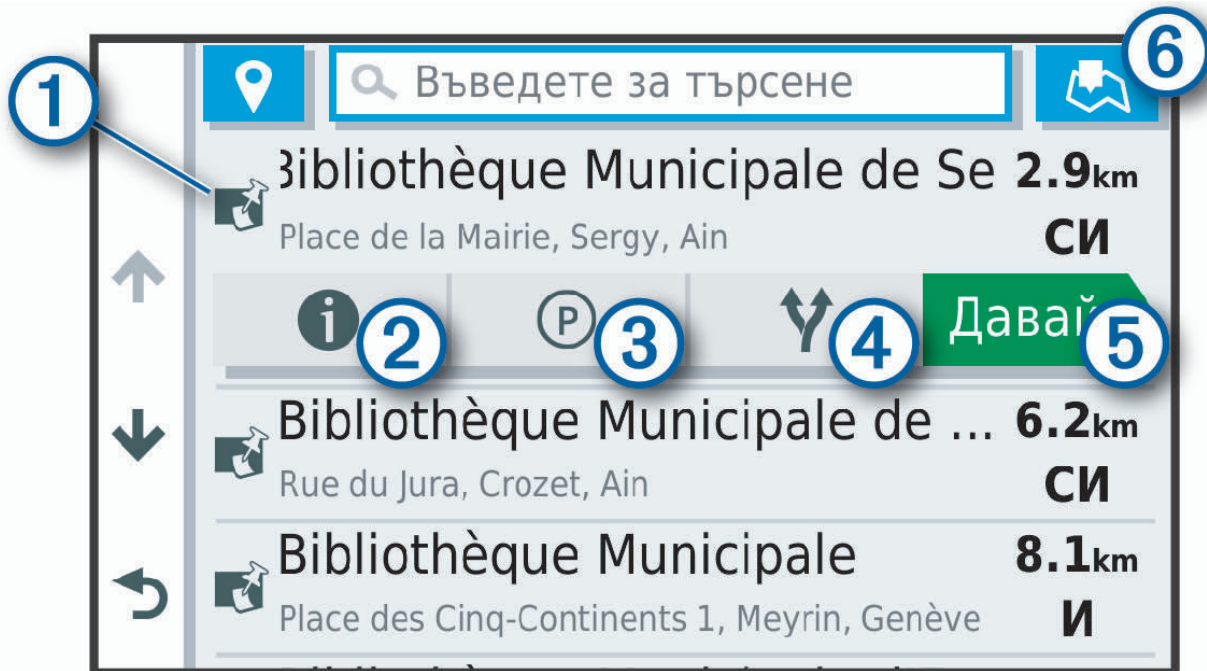 6
1
Въведете за търсене
Bibliothèque Municipale de Se 2.9km
Place de la Mairie, Sergy, Ain СИ
i 2 P 3 4 Давай 5
Bibliothèque Municipale de ... 6.2km
Rue du Jura, Crozet, Ain СИ
Bibliothèque Municipale 8.1km
Place des Cinq-Continents 1, Meyrin, Genève И